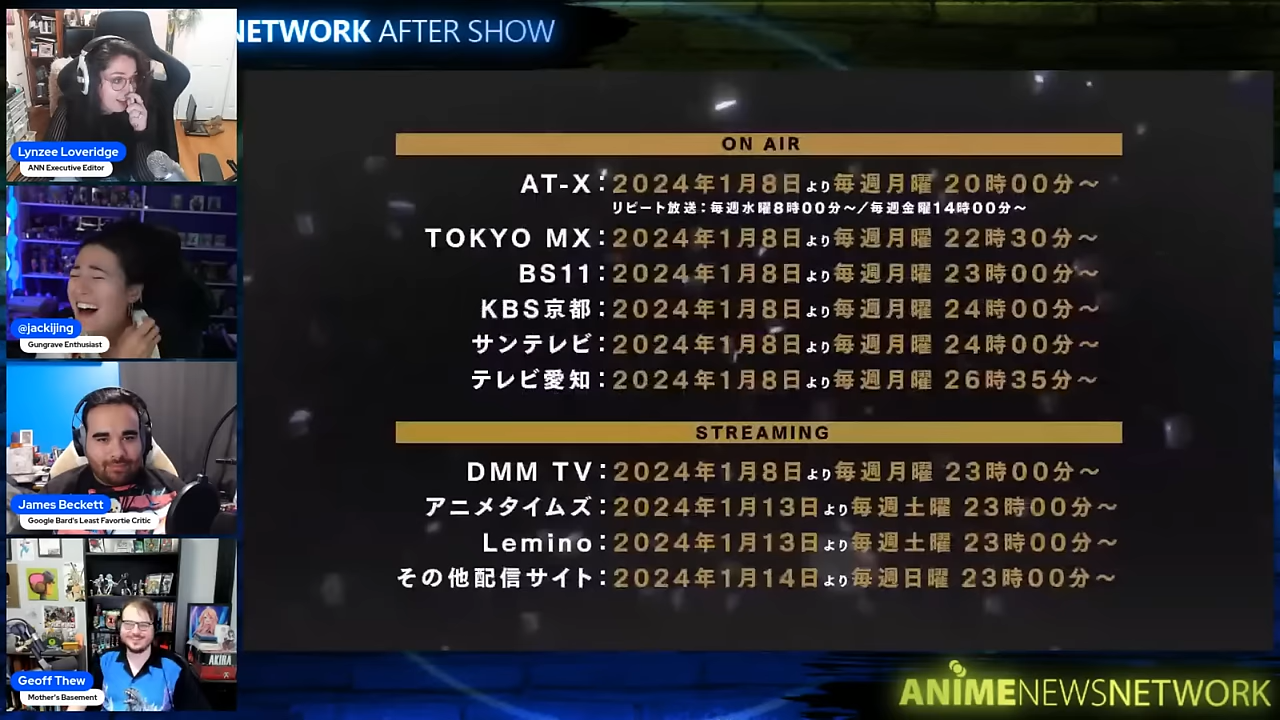 NETWORK AFTER SHOW
Lynzee Loveridge
ANN Executive Editor
@jackijing
Gungrave Enthusiast
James Beckett
Google Bard's Least Favortie Critic
Geoff Thew
Mother's Basement
AKIRA
ON AIR
AT-X:2024年1月8日より毎週月曜 20時00分～
リピート放送:毎週水曜8時00分～/毎週金曜14時00分～
TOKYO MX:2024年1月8日より毎週月曜 22時30分～
BS11:2024年1月8日より毎週月曜 23時00分～
KBS京都:2024年1月8日より毎週月曜 24時00分～
サンテレビ:2024年1月8日より毎週月曜 24時00分～
テレビ愛知:2024年1月8日より毎週月曜 26時35分～
STREAMING
DMM TV:2024年1月8日より毎週月曜 23時00分～
アニメタイムズ:2024年1月13日より毎週土曜 23時00分～
Lemino:2024年1月13日より毎週土曜 23時00分～
その他配信サイト:2024年1月14日より毎週日曜 23時00分～
ANIMENEWSNETWORK